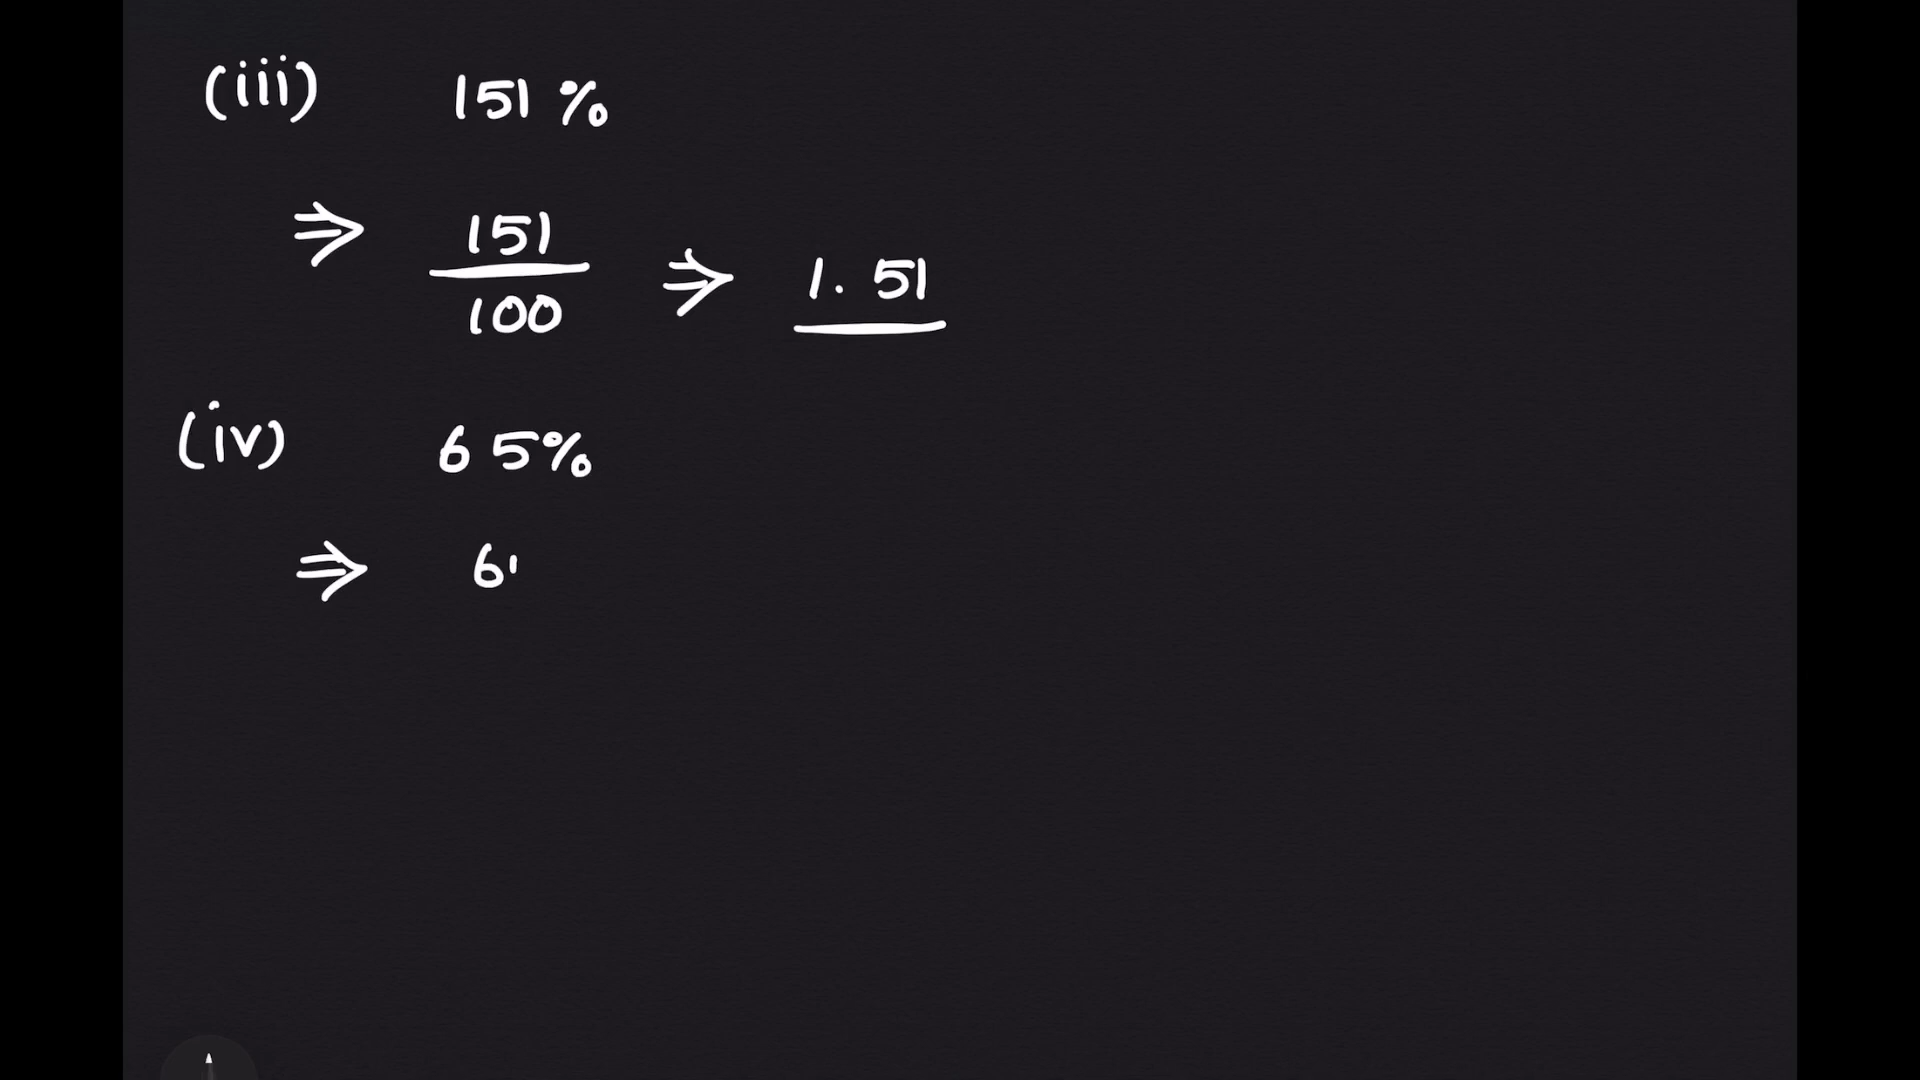 (iii) 151 %
⇒ 151/100 ⇒ 1.51
(iv) 65%
⇒ 6